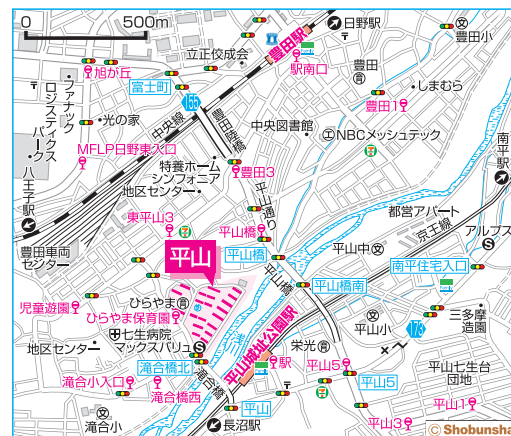 0 500m
日野駅
豊田駅
豊田小
立正佼成会
旭が丘
駅南口
豊田
しまむら
富士町
155
ファナック
ロジスティクス
パーク
光の家
中央線
豊田陸橋
豊田1
中央図書館
NBCメッシュテック
MFLP日野東入口
特養ホーム
シンフォニア
地区センター
豊田3
南平駅
八王子駅
平山通り
東平山3
都営アパート
京王線
アルプス
豊田車両
センター
平山橋
平山橋
平山中
南平住宅入口
平山
平山橋
平山橋南
児童遊園
ひらやま
ひらやま保育園
浅川
平山城址公園駅
七生病院
マックスバリュ
栄光
平山小
173
三多摩
造園
地区センター
滝合橋北
滝合橋
駅
平山5
平山5
平山七生台
団地
滝合小入口
滝合橋西
平山
滝合小
長沼駅
平山3
平山1
© Shobunsha